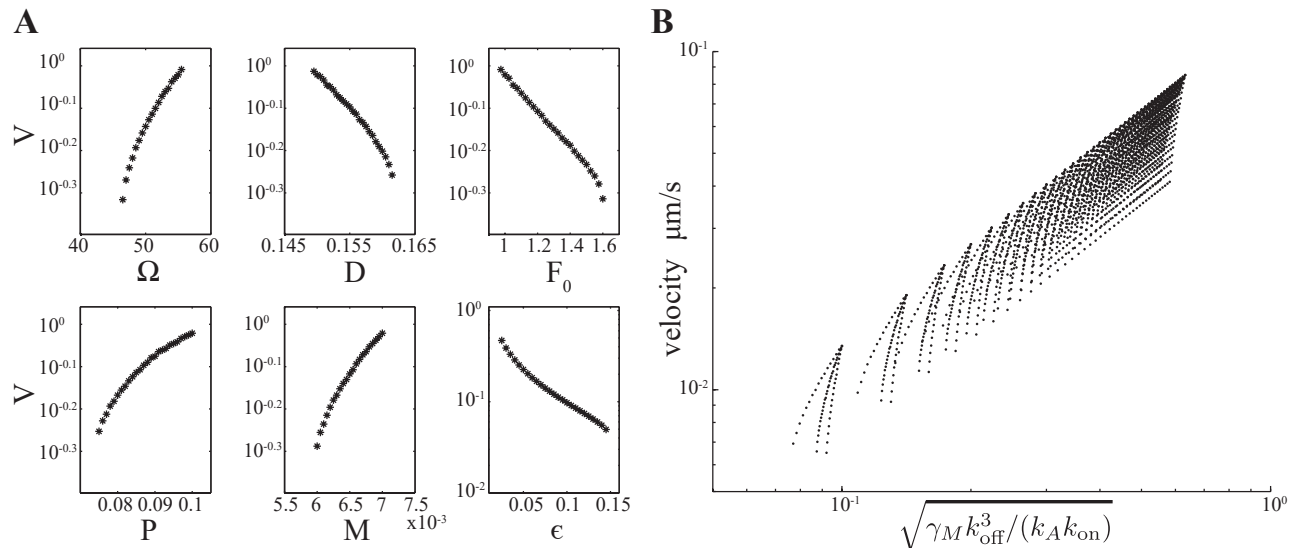 A
B
10^0
10^-0.1
10^-0.2
10^-0.3
V
40 50 60
Ω
10^0
10^-0.1
10^-0.2
10^-0.3
0.145 0.155 0.165
D
10^0
10^-0.1
10^-0.2
10^-0.3
1 1.2 1.4 1.6
F_0
10^0
10^-0.1
10^-0.2
10^-0.3
V
0.08 0.09 0.1
P
10^0
10^-0.1
10^-0.2
10^-0.3
5.5 6 6.5 7 7.5
x10^-3
M
10^0
10^-1
10^-2
0.05 0.1 0.15
ϵ
10^-1
10^-2
velocity μm/s
10^-1 10^0
√γ_M k_off^3/(k_A k_on)